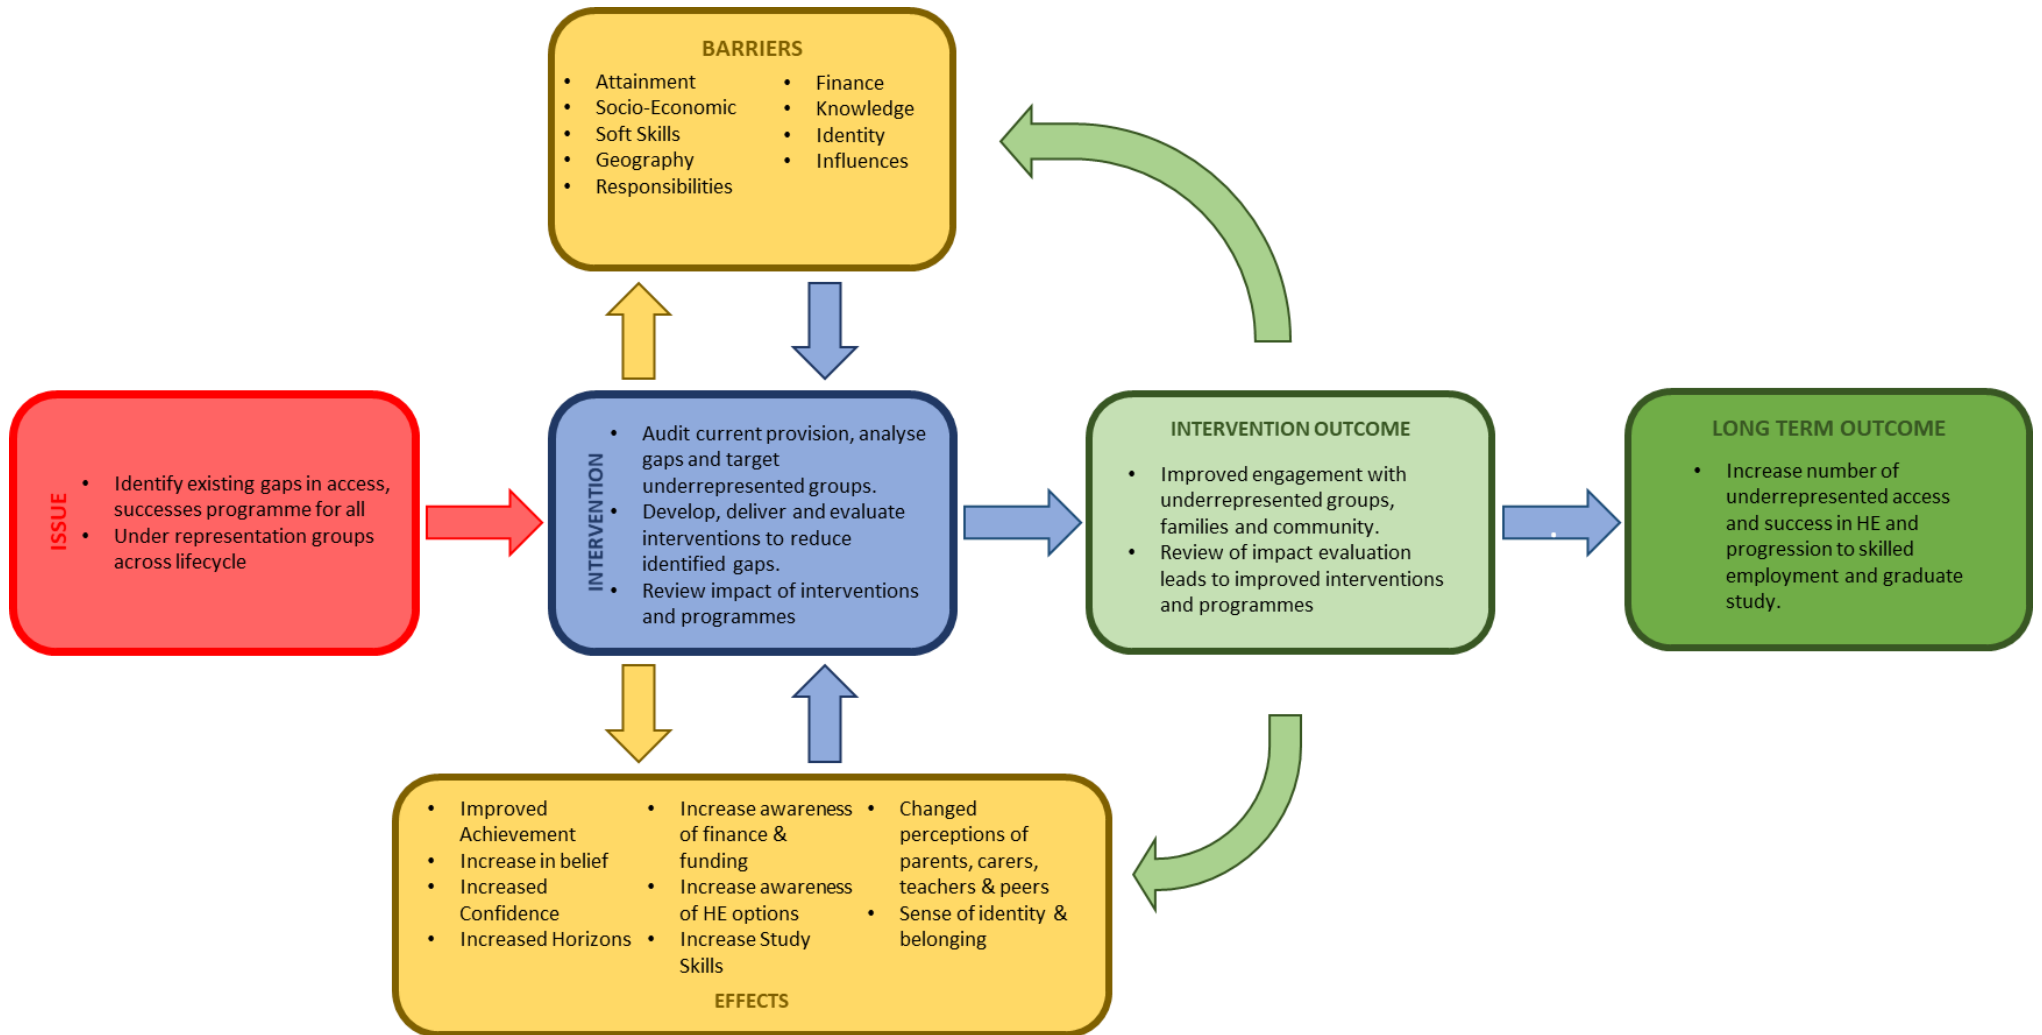 BARRIERS
• Attainment
• Socio-Economic
• Soft Skills
• Geography
• Responsibilities
• Finance
• Knowledge
• Identity
• Influences
ISSUE
• Identify existing gaps in access,
successes programme for all
• Under representation groups
across lifecycle
INTERVENTION
• Audit current provision, analyse
gaps and target
underrepresented groups.
• Develop, deliver and evaluate
interventions to reduce
identified gaps.
• Review impact of interventions
and programmes
INTERVENTION OUTCOME
• Improved engagement with
underrepresented groups,
families and community.
• Review of impact evaluation
leads to improved interventions
and programmes
.
LONG TERM OUTCOME
• Increase number of
underrepresented access
and success in HE and
progression to skilled
employment and graduate
study.
• Improved
Achievement
• Increase in belief
• Increased
Confidence
• Increased Horizons
• Increase awareness
of finance &
funding
• Increase awareness
of HE options
• Increase Study
Skills
• Changed
perceptions of
parents, carers,
teachers & peers
• Sense of identity &
belonging
EFFECTS